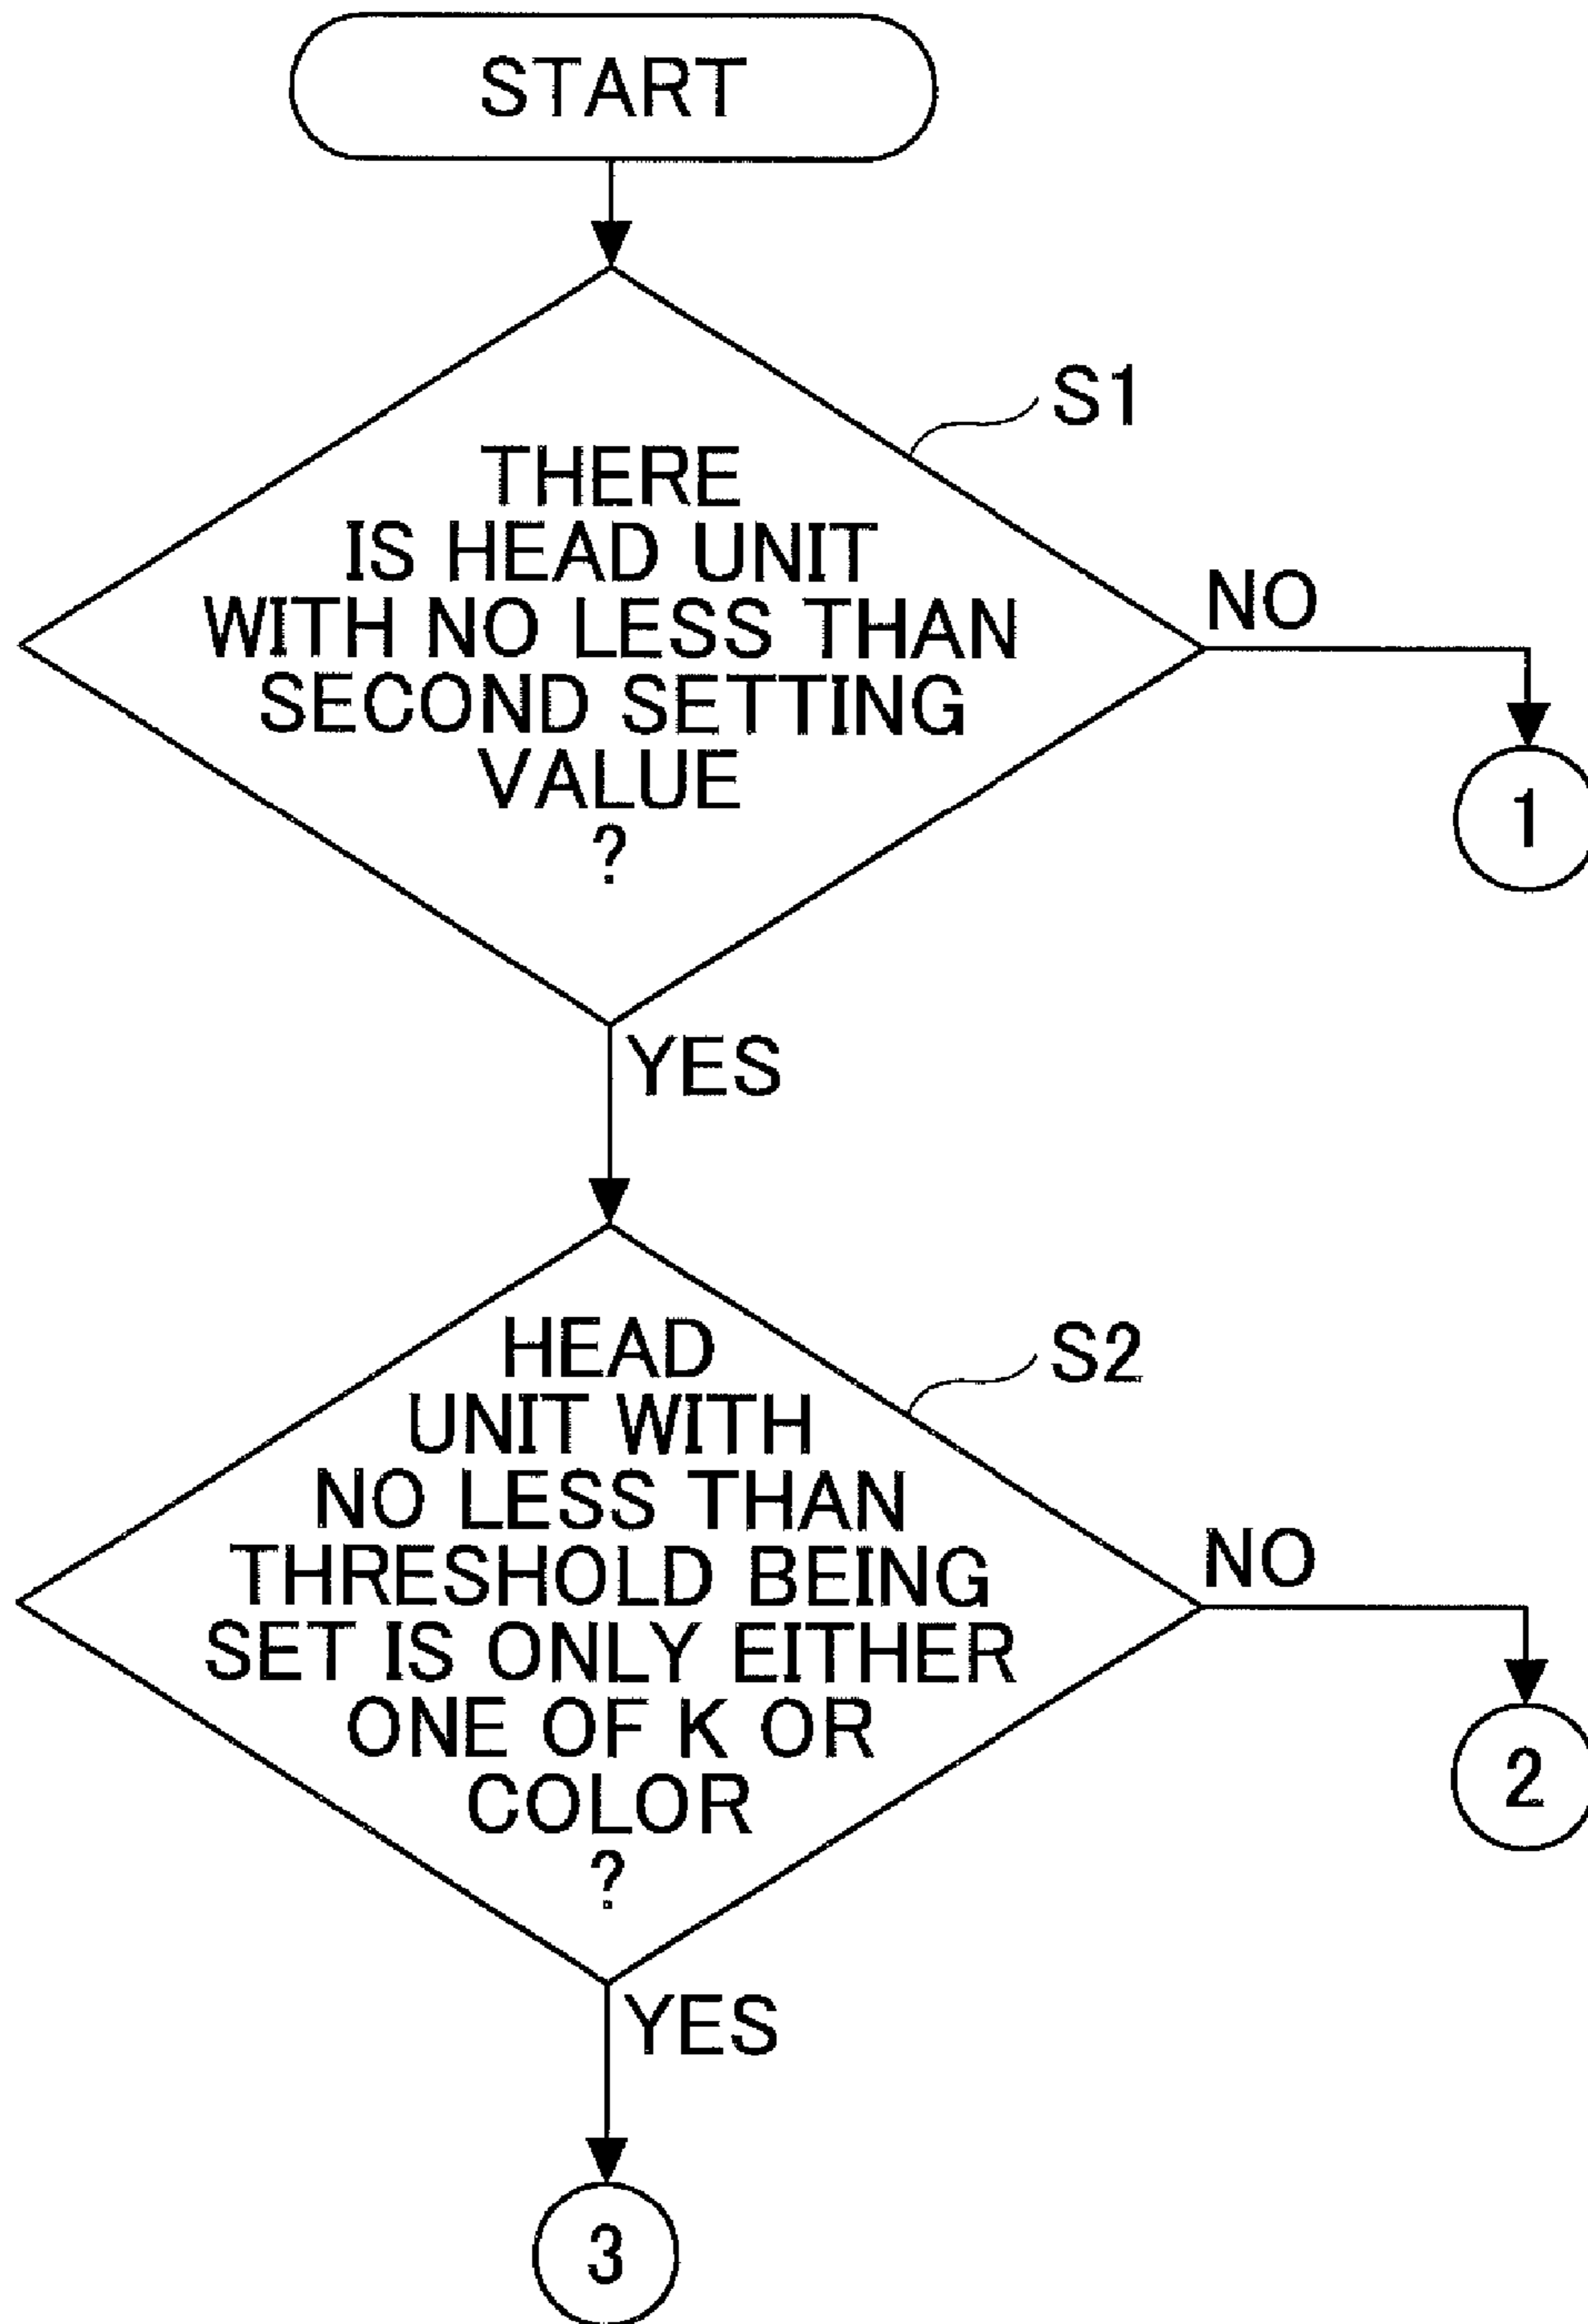 START
S1
THERE
IS HEAD UNIT
WITH NO LESS THAN
SECOND SETTING
VALUE
?
NO
1
YES
S2
HEAD
UNIT WITH
NO LESS THAN
THRESHOLD BEING
SET IS ONLY EITHER
ONE OF K OR
COLOR
?
NO
2
YES
3